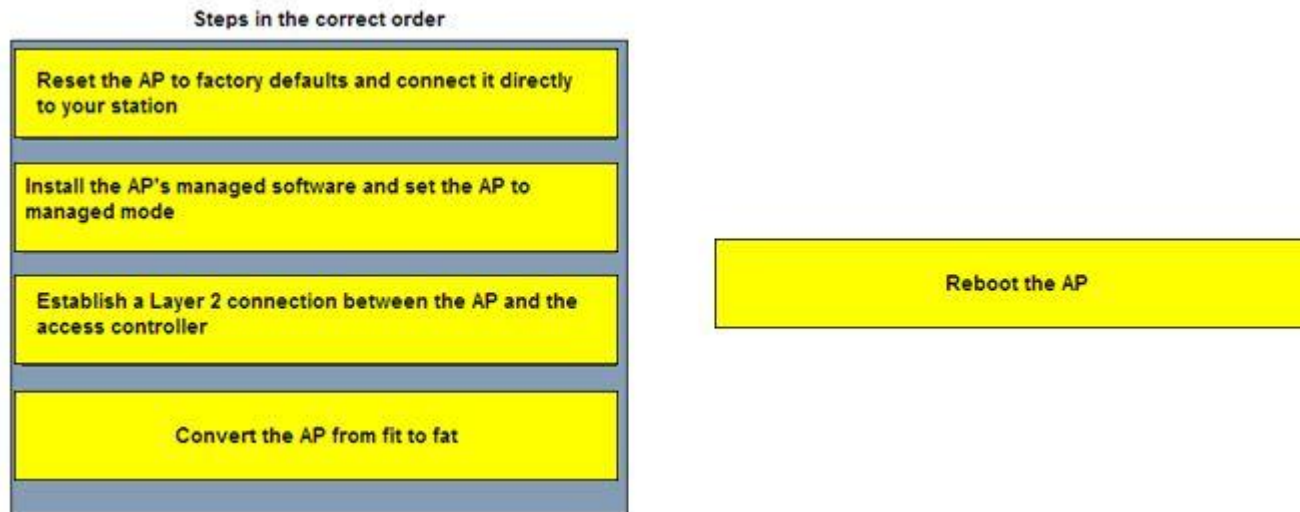 Steps in the correct order
Reset the AP to factory defaults and connect it directly
to your station
Install the AP's managed software and set the AP to
managed mode
Establish a Layer 2 connection between the AP and the
access controller
Convert the AP from fit to fat
Reboot the AP